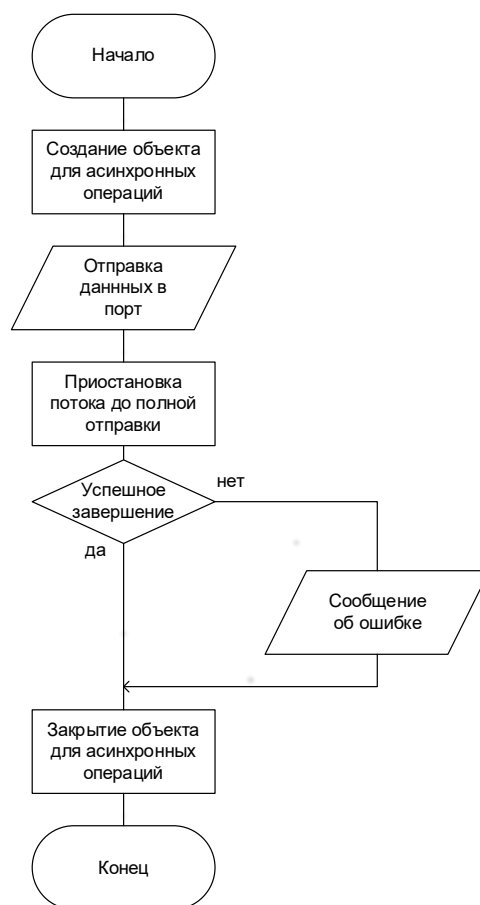 Начало
Создание объекта
для асинхронных
операций
Отправка
даннных в
порт
Приостановка
потока до полной
отправки
Успешное
завершение
нет
да
Сообщение
об ошибке
Закрытие объекта
для асинхронных
операций
Конец